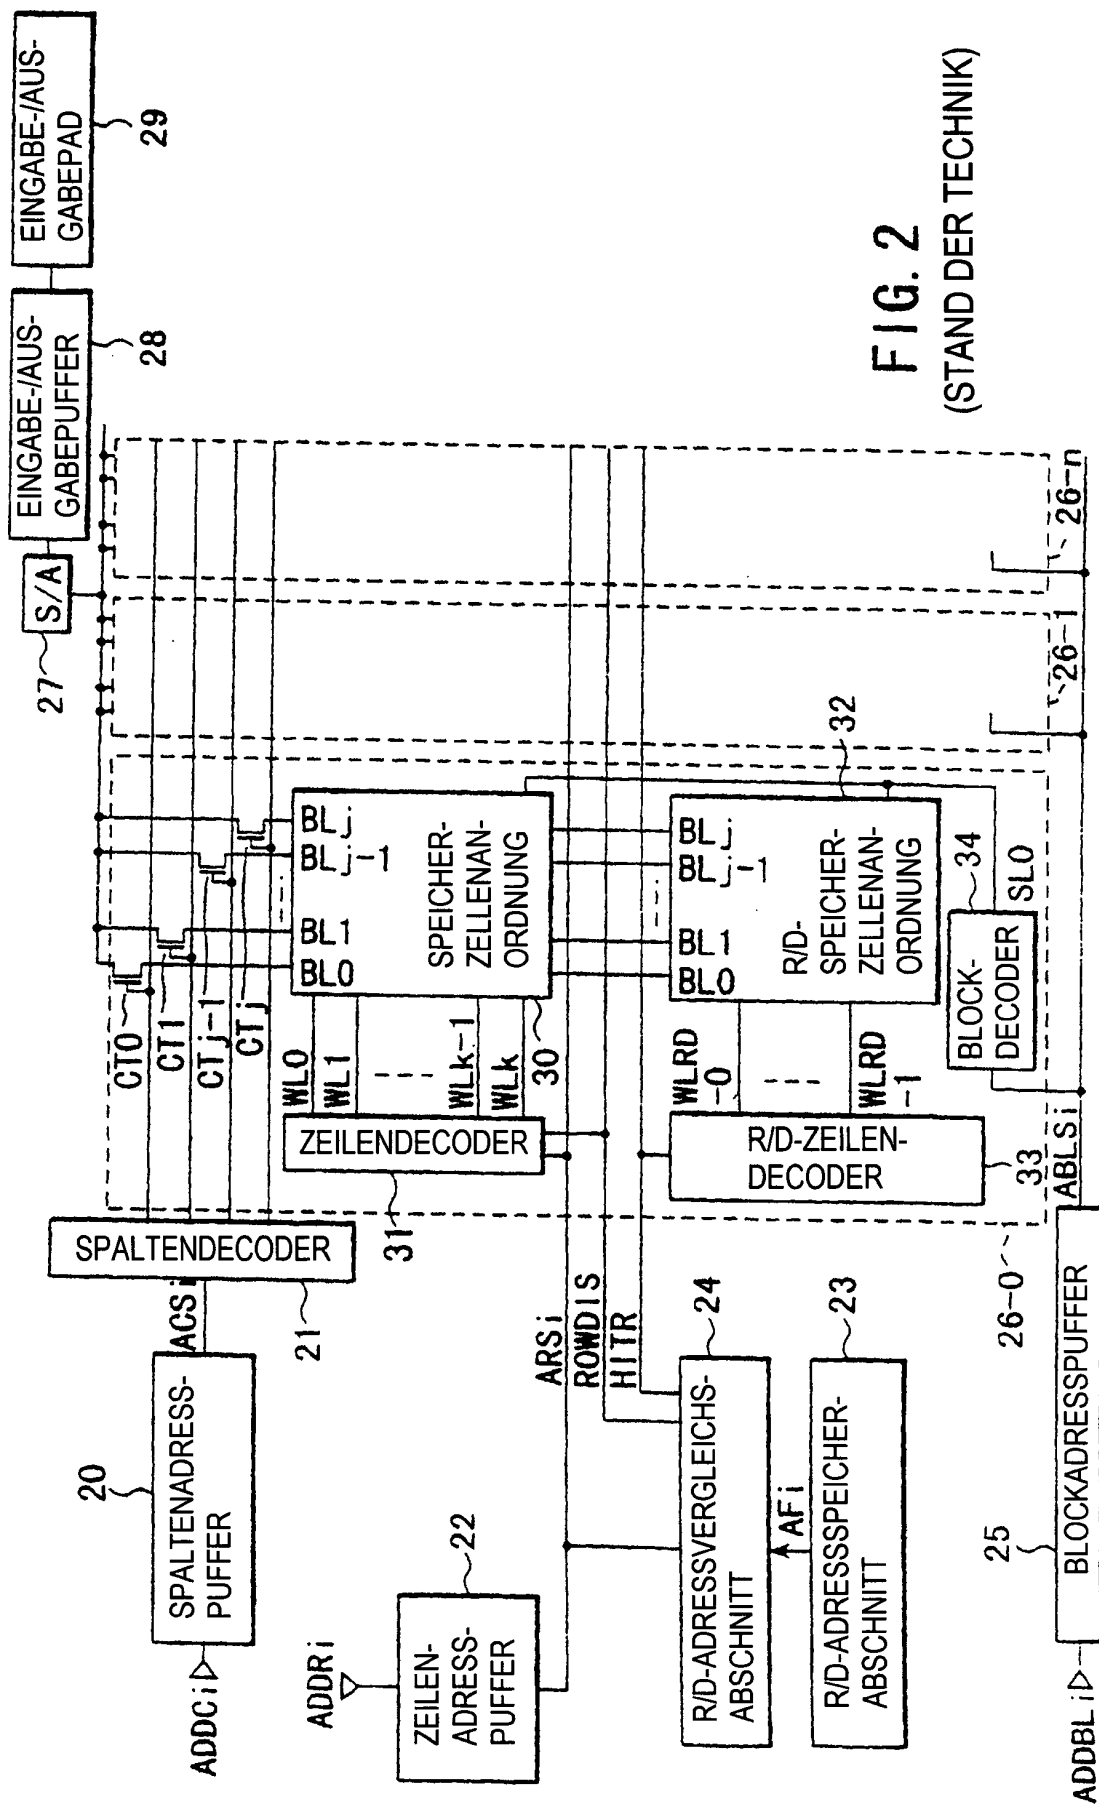 EINGABE-/AUS-
GABEPAD
29
EINGABE-/AUS-
GABEPUFFER
28
S/A
27
FIG. 2
(STAND DER TECHNIK)
CT0
CT1
CTj-1
CTj
SPALTENDECODER
21
ACSi
SPALTENADRESS-
PUFFER
20
ADDCi
BLj
BLj-1
BL1
BL0
SPEICHER-
ZELLENAN-
ORDNUNG
30
WL0
WL1
WLk-1
WLk
ZEILENDECODER
31
ADDRi
ZEILEN-
ADRESS-
PUFFER
22
ARSi
ROWDIS
HITR
BLj
BLj-1
BL1
BL0
R/D-
SPEICHER-
ZELLENAN-
ORDNUNG
32
WLRD
-0
WLRD
-1
R/D-ZEILEN-
DECODER
33
R/D-ADRESSVERGLEICHS-
ABSCHNITT
24
AFi
R/D-ADRESSSPEICHER-
ABSCHNITT
23
BLOCK-
DECODER
34
SL0
26-0
26-1
26-n
ABLSi
BLOCKADRESSPUFFER
25
ADDBLi